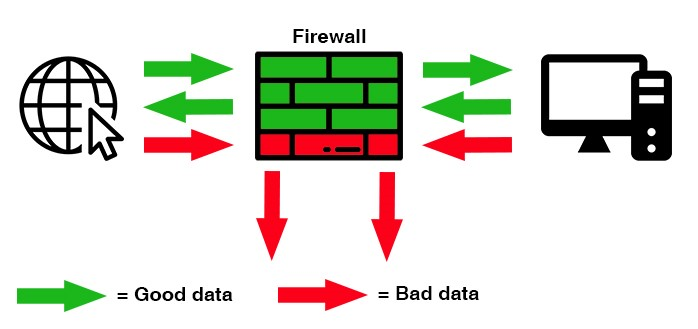 Firewall
= Good data
= Bad data